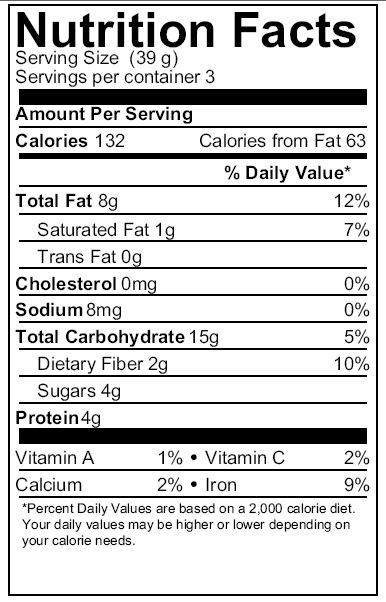 Nutrition Facts
Serving Size (39 g)
Servings per container 3
Amount Per Serving
Calories 132 Calories from Fat 63
% Daily Value*
Total Fat 8g 12%
Saturated Fat 1g 7%
Trans Fat 0g
Cholesterol 0mg 0%
Sodium 8mg 0%
Total Carbohydrate 15g 5%
Dietary Fiber 2g 10%
Sugars 4g
Protein 4g
Vitamin A 1% • Vitamin C 2%
Calcium 2% • Iron 9%
*Percent Daily Values are based on a 2,000 calorie diet.
Your daily values may be higher or lower depending on
your calorie needs.